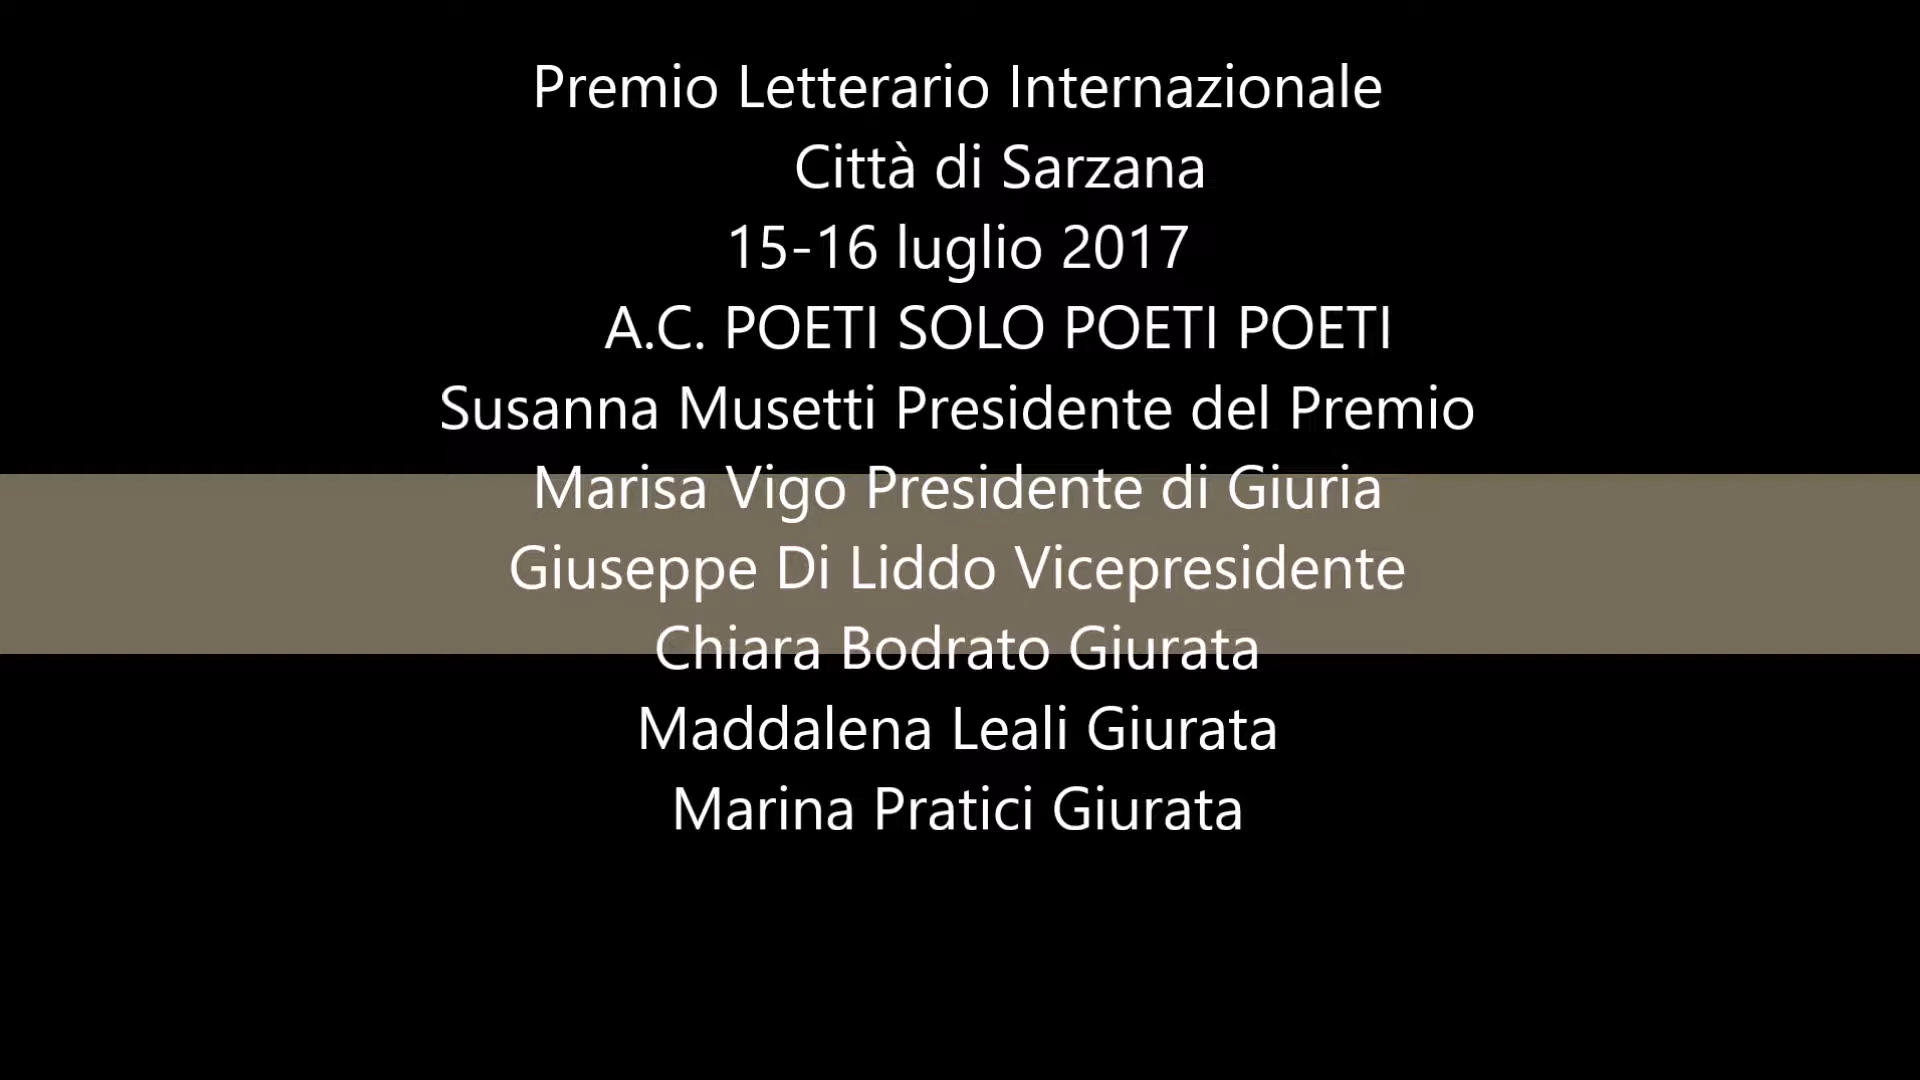 Premio Letterario Internazionale
Città di Sarzana
15-16 luglio 2017
A.C. POETI SOLO POETI POETI
Susanna Musetti Presidente del Premio
Marisa Vigo Presidente di Giuria
Giuseppe Di Liddo Vicepresidente
Chiara Bodrato Giurata
Maddalena Leali Giurata
Marina Pratici Giurata